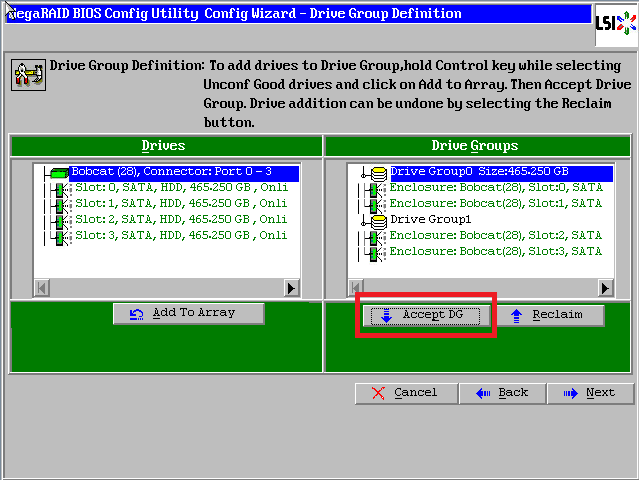 MegaRAID BIOS Config Utility Config Wizard - Drive Group Definition
LSI
Drive Group Definition: To add drives to Drive Group,hold Control key while selecting
Unconf Good drives and click on Add to Array. Then Accept Drive
Group. Drive addition can be undone by selecting the Reclaim
button.
Drives
Bobcat (28), Connector: Port 0 - 3
Slot: 0, SATA, HDD, 465.250 GB, Onli
Slot: 1, SATA, HDD, 465.250 GB, Onli
Slot: 2, SATA, HDD, 465.250 GB, Onli
Slot: 3, SATA, HDD, 465.250 GB, Onli
Add To Array
Drive Groups
Drive Group0 Size:465.250 GB
Enclosure: Bobcat(28), Slot:0, SATA
Enclosure: Bobcat(28), Slot:1, SATA
Drive Group1
Enclosure: Bobcat(28), Slot:2, SATA
Enclosure: Bobcat(28), Slot:3, SATA
Accept DG
Reclaim
Cancel
Back
Next